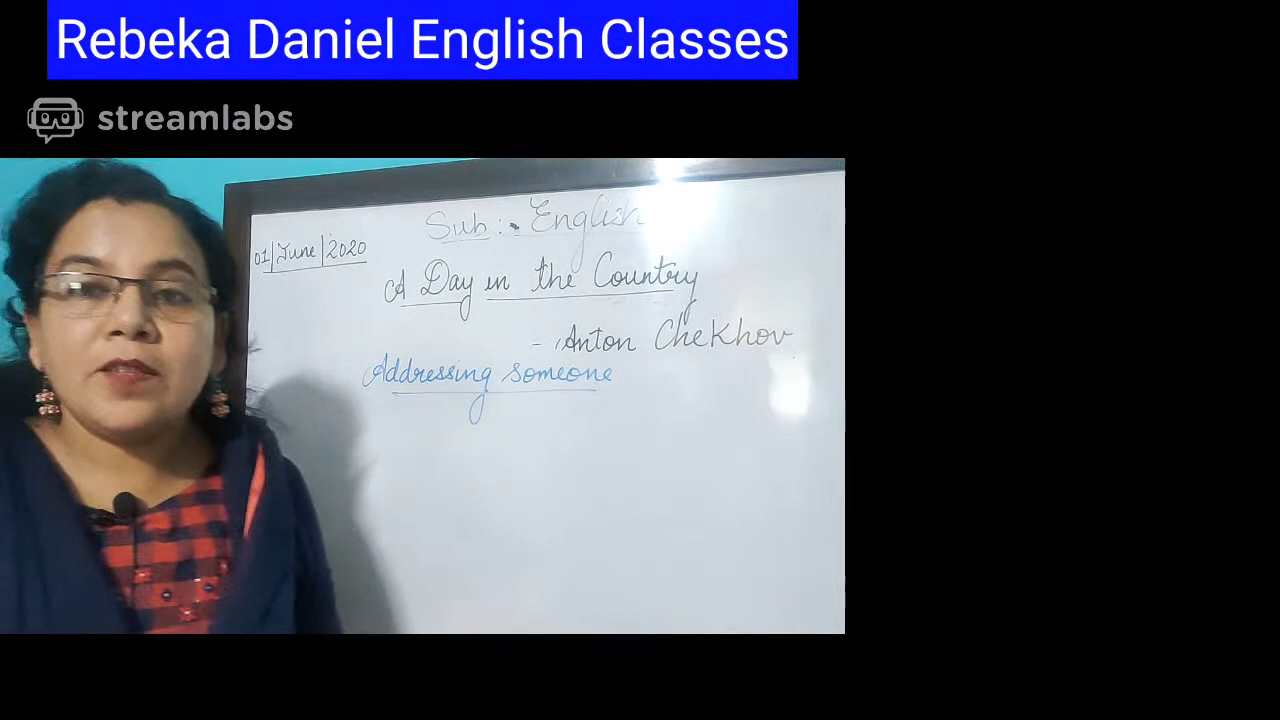 Rebeka Daniel English Classes
streamlabs
Sub:- English
01|June|2020
A Day in the Country
- Anton Chekhov
Addressing someone